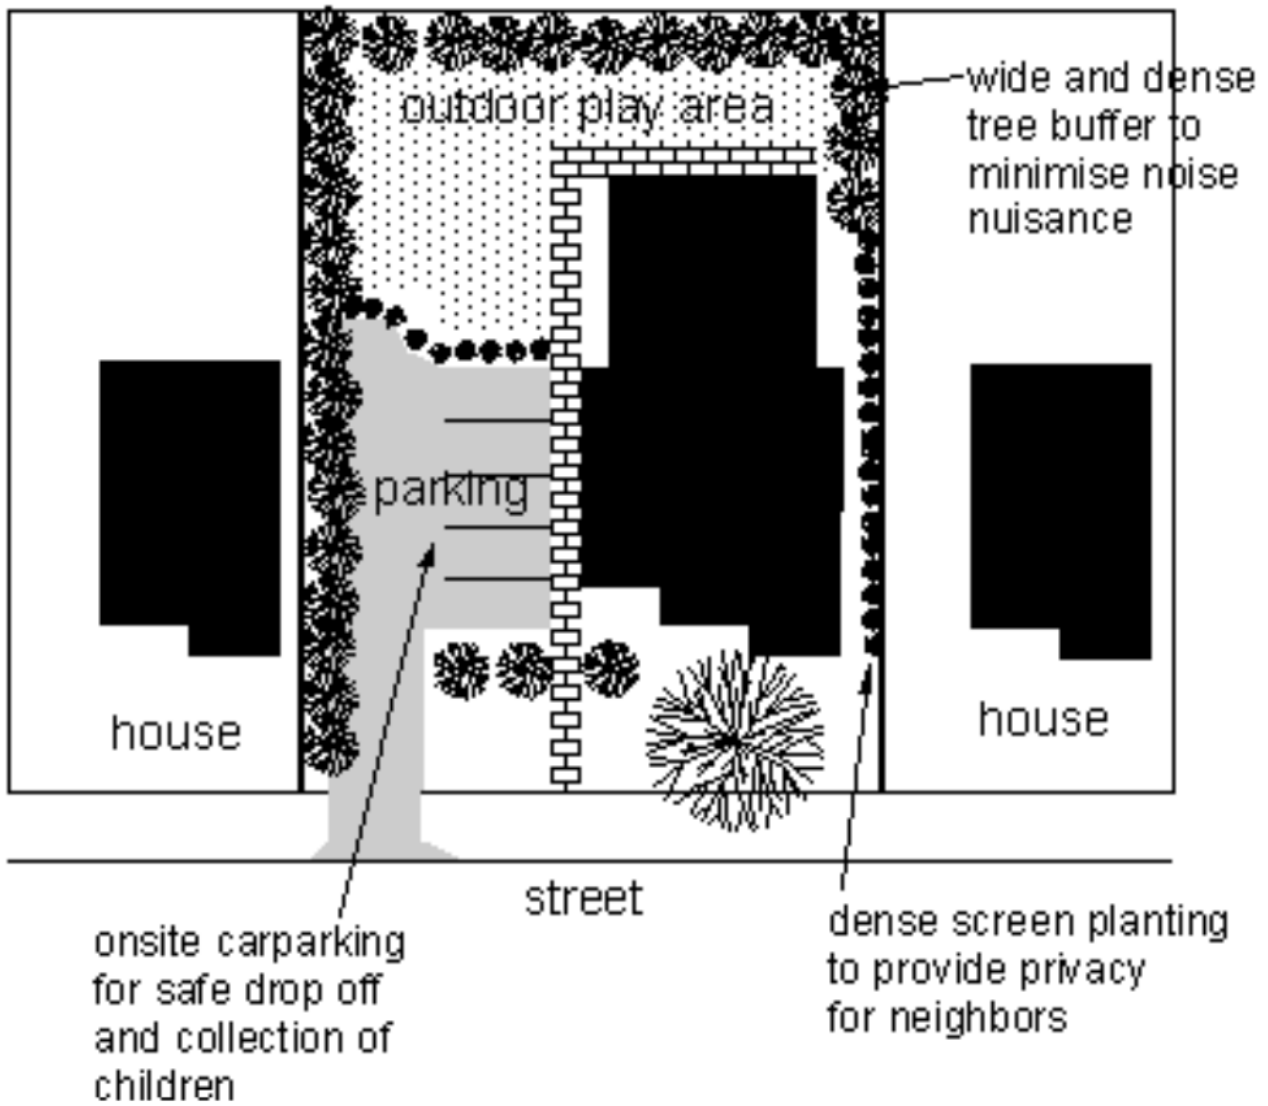 outdoor play area
wide and dense
tree buffer to
minimise noise
nuisance
parking
house
house
street
onsite carparking
for safe drop off
and collection of
children
dense screen planting
to provide privacy
for neighbors